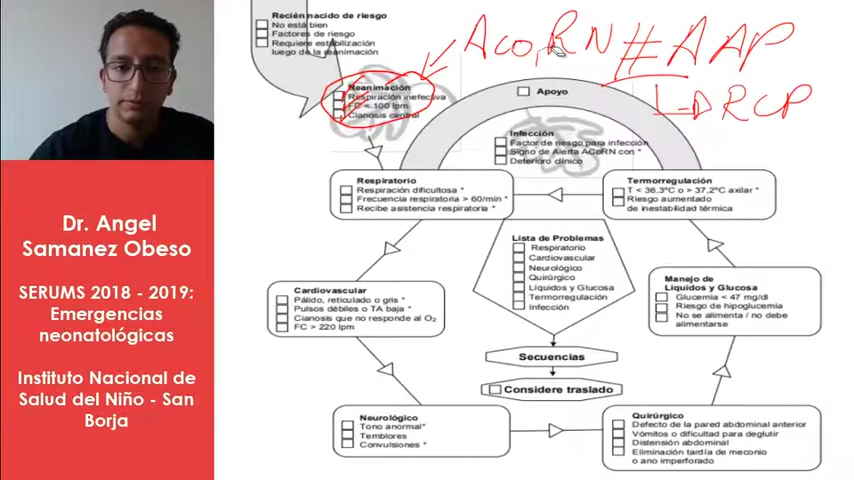 Dr. Angel
Samanez Obeso
SERUMS 2018 - 2019:
Emergencias
neonatológicas
Instituto Nacional de
Salud del Niño - San
Borja
Recién nacido de riesgo
No está bien
Factores de riesgo
Requiere estabilización
luego de la reanimación
ACoRN # AAP
RCP
Reanimación
Respiración inefectiva
FC < 100 lpm
Cianosis central
Apoyo
Infección
Factor de riesgo para infección
Signo de Alerta ACoRN con *
Deterioro clínico
Respiratorio
Respiración dificultosa *
Frecuencia respiratoria > 60/min *
Recibe asistencia respiratoria *
Termorregulación
T < 36,3ºC o > 37,2ºC axilar *
Riesgo aumentado
de inestabilidad térmica
Lista de Problemas
Respiratorio
Cardiovascular
Neurológico
Quirúrgico
Líquidos y Glucosa
Termorregulación
Infección
Cardiovascular
Pálido, reticulado o gris *
Pulsos débiles o TA baja *
Cianosis que no responde al O2
FC > 220 lpm
Manejo de
Líquidos y Glucosa
Glucemia < 47 mg/dl
Riesgo de hipoglucemia
No se alimenta / no debe
alimentarse
Secuencias
Considere traslado
Neurológico
Tono anormal*
Temblores
Convulsiones *
Quirúrgico
Defecto de la pared abdominal anterior
Vómitos o dificultad para deglutir
Distensión abdominal
Eliminación tardía de meconio
o ano imperforado